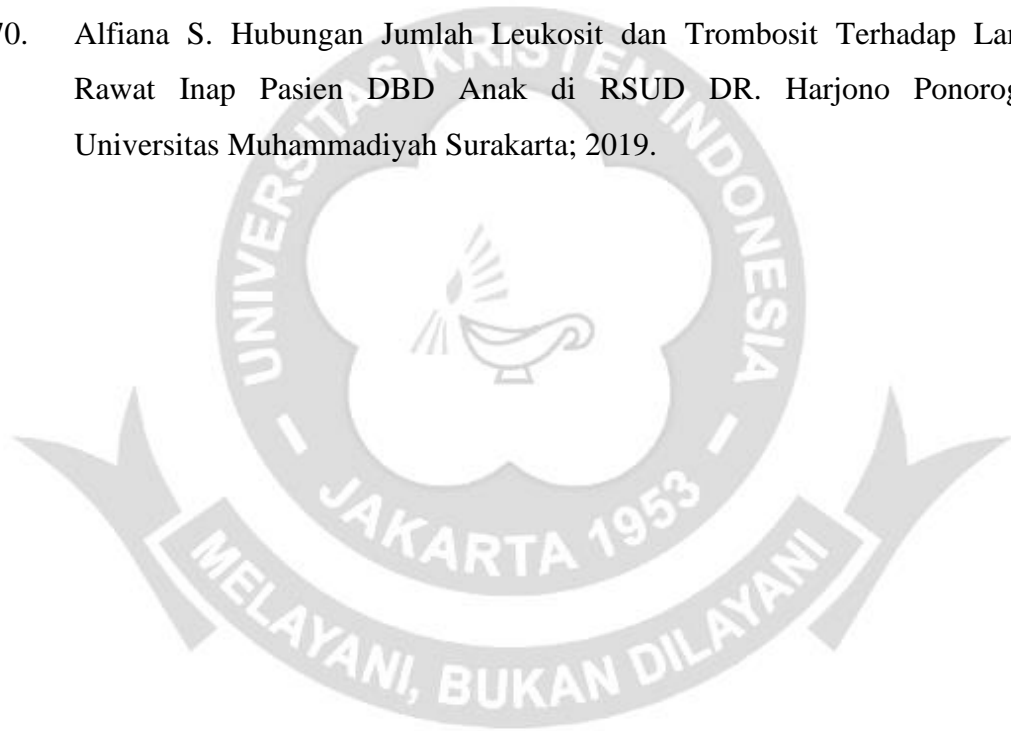 70. Alfiana S. Hubungan Jumlah Leukosit dan Trombosit Terhadap
Rawat Inap Pasien DBD Anak di RSUD DR. Harjono
Universitas Muhammadiyah Surakarta; 2019.
UNIVERSITAS KRISTEN INDONESIA
- JAKARTA 1953 -
MELAYANI, BUKAN DILAYANI